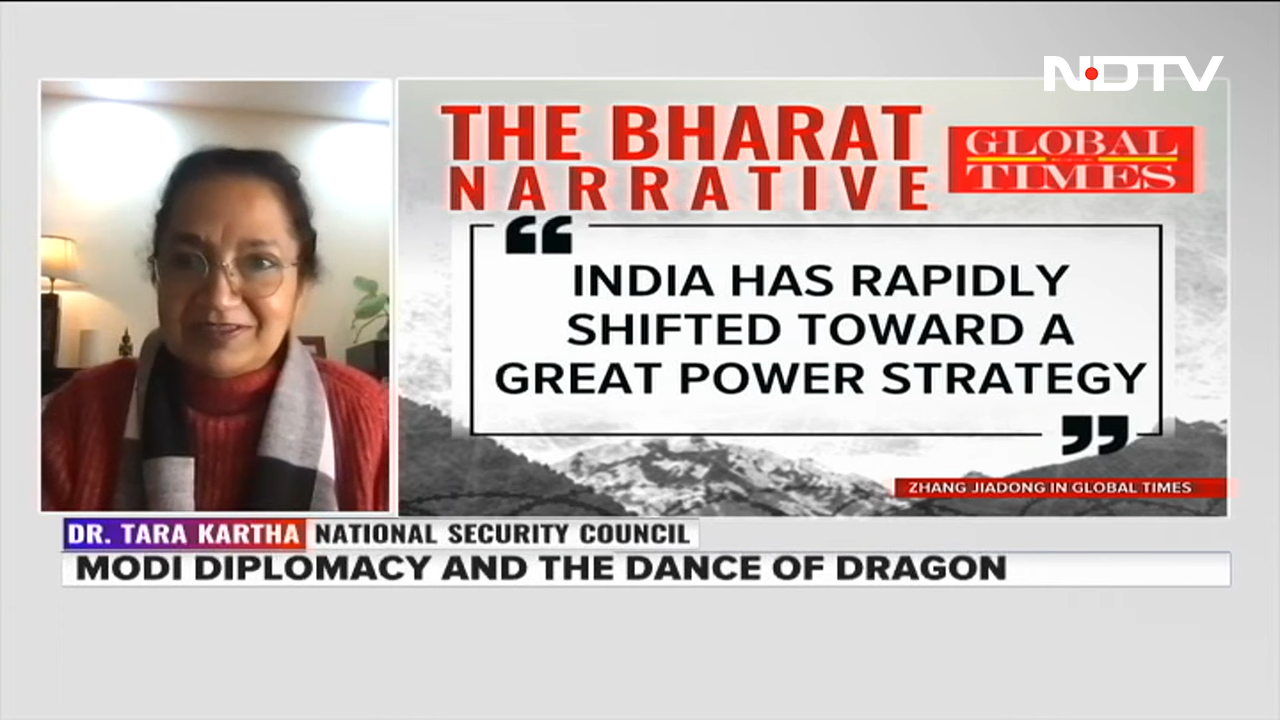 NDTV
THE BHARAT
NARRATIVE
GLOBAL
TIMES
“
INDIA HAS RAPIDLY
SHIFTED TOWARD A
GREAT POWER STRATEGY
”
ZHANG JIADONG IN GLOBAL TIMES
DR. TARA KARTHA NATIONAL SECURITY COUNCIL
MODI DIPLOMACY AND THE DANCE OF DRAGON